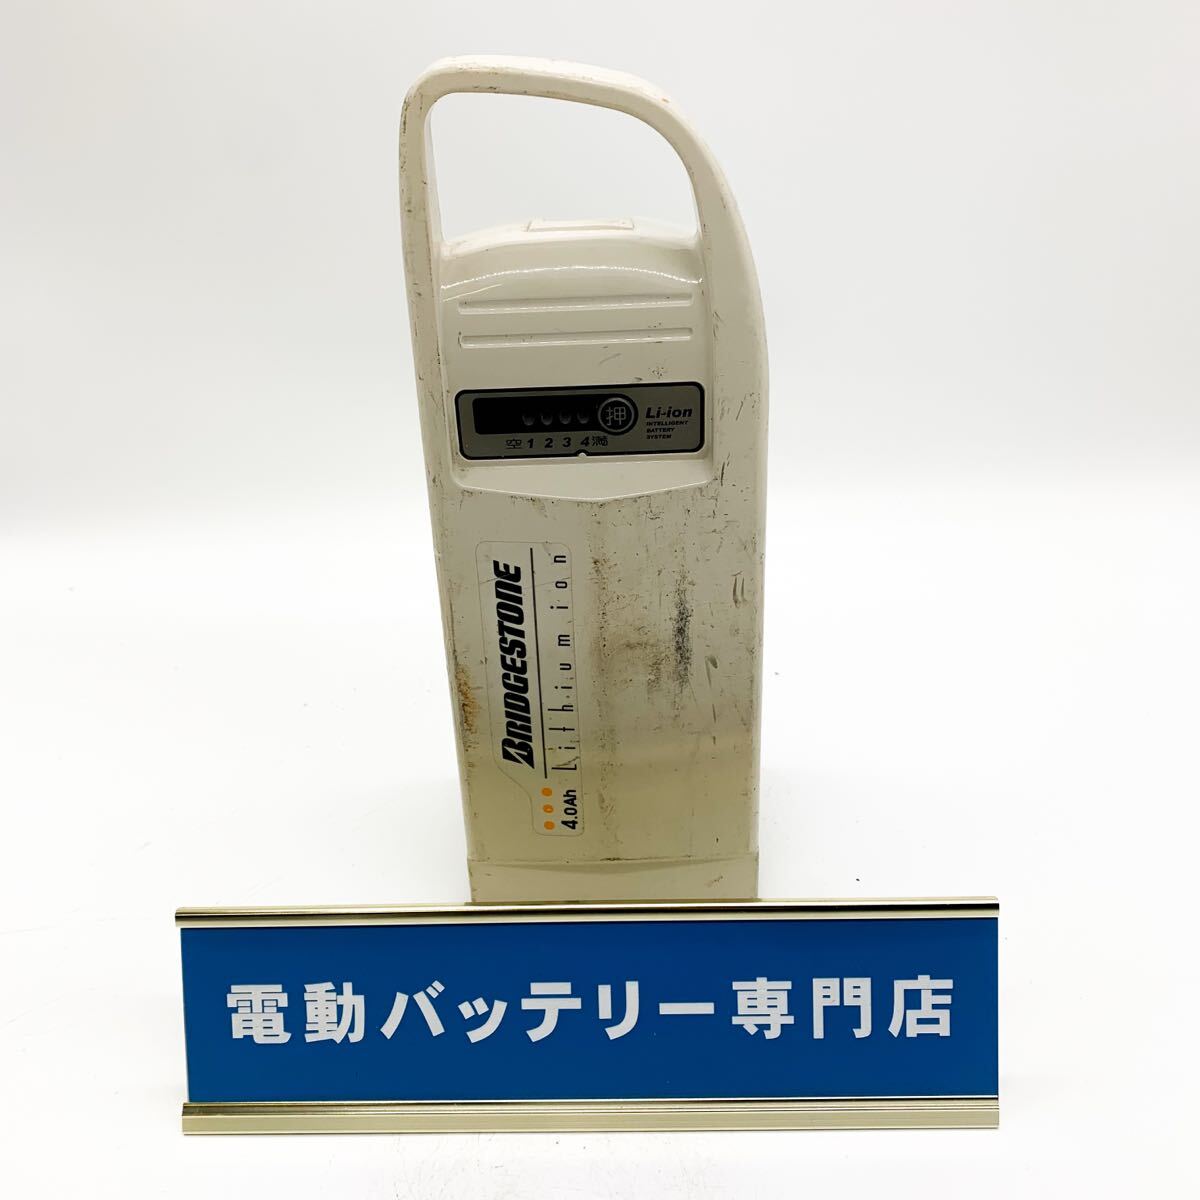 押
Li-ion
INTELLIGENT
BATTERY
SYSTEM
空 1 2 3 4 満
BRIDGESTONE
Lithium ion
4.0Ah
電動バッテリー専門店